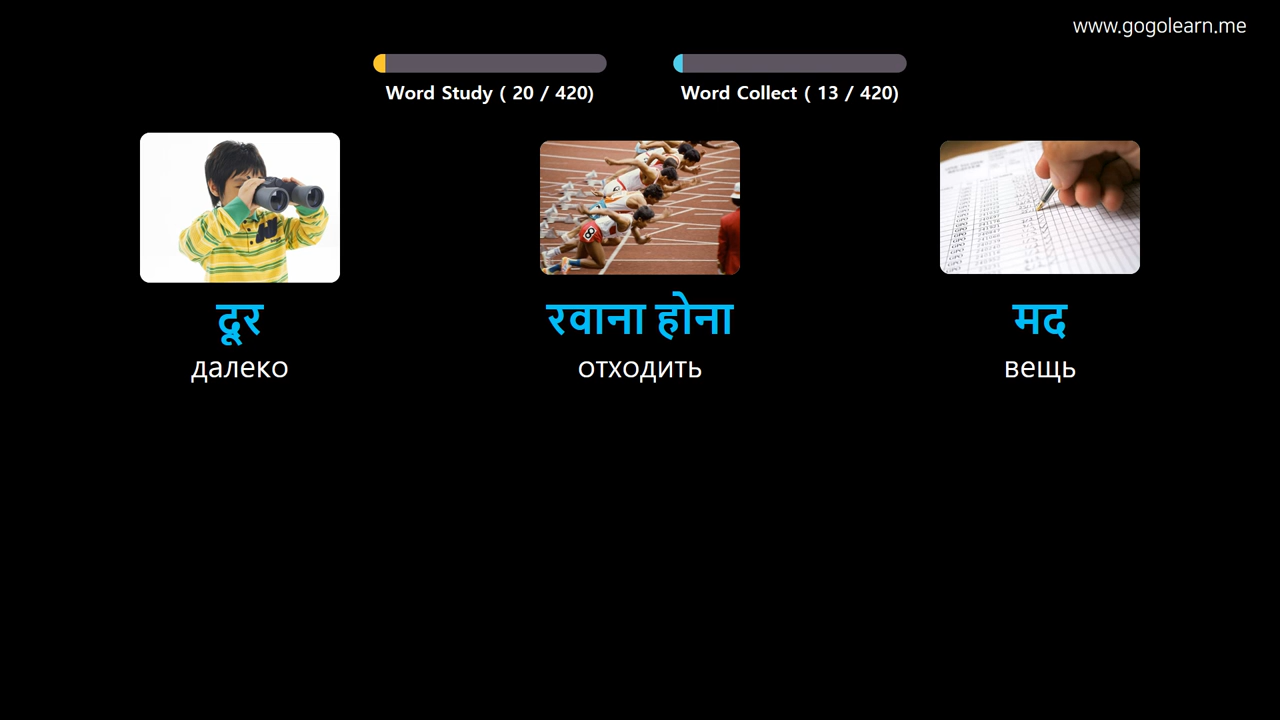 www.gogolearn.me
Word Study ( 20 / 420)
Word Collect ( 13 / 420)
दूर
रवाना होना
मद
далеко
отходить
вещь